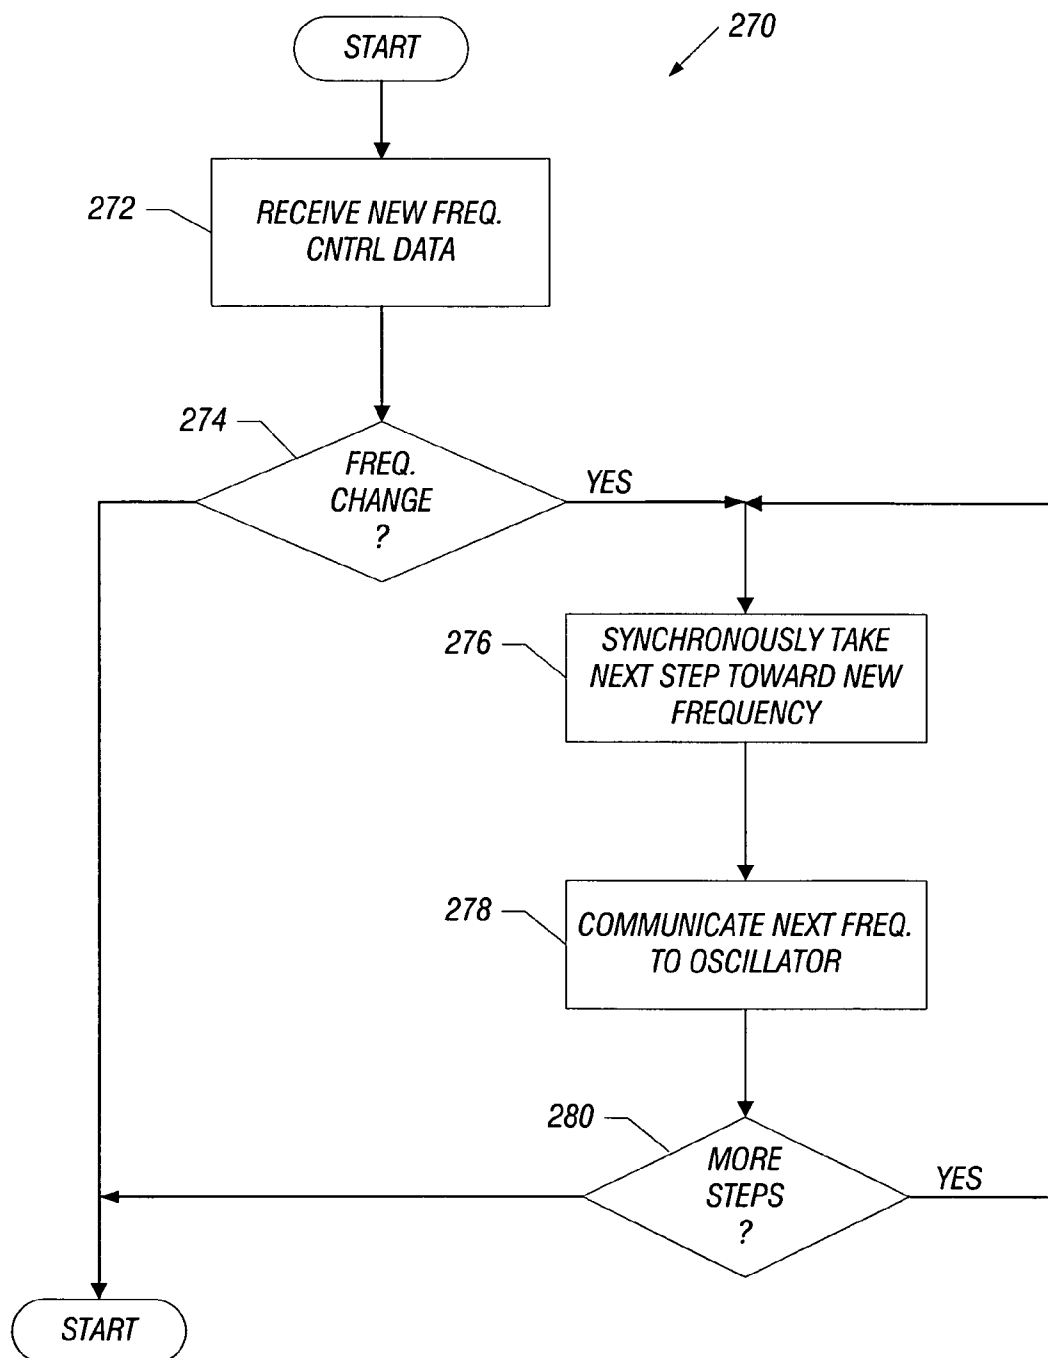 START
270
272
RECEIVE NEW FREQ.
CNTRL DATA
274
FREQ.
CHANGE
?
YES
276
SYNCHRONOUSLY TAKE
NEXT STEP TOWARD NEW
FREQUENCY
278
COMMUNICATE NEXT FREQ.
TO OSCILLATOR
280
MORE
STEPS
?
YES
START